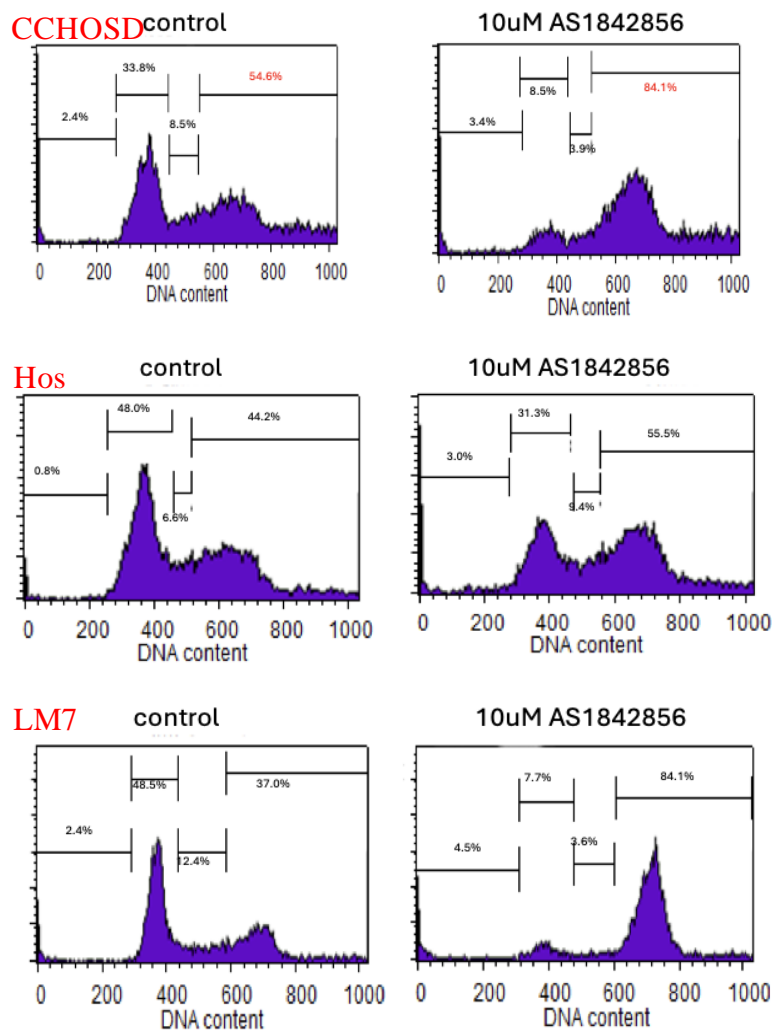 CCHOSD control 10uM AS1842856
33.8% 54.6%
2.4% 8.5%
8.5% 84.1%
3.4% 3.9%
0 200 400 600 800 1000
DNA content
0 200 400 600 800 1000
DNA content
Hos control 10uM AS1842856
48.0% 44.2%
0.8% 6.6%
31.3% 55.5%
3.0% 9.4%
0 200 400 600 800 1000
DNA content
0 200 400 600 800 1000
DNA content
LM7 control 10uM AS1842856
48.5% 37.0%
2.4% 12.4%
7.7% 84.1%
4.5% 3.6%
0 200 400 600 800 1000
DNA content
0 200 400 600 800 1000
DNA content